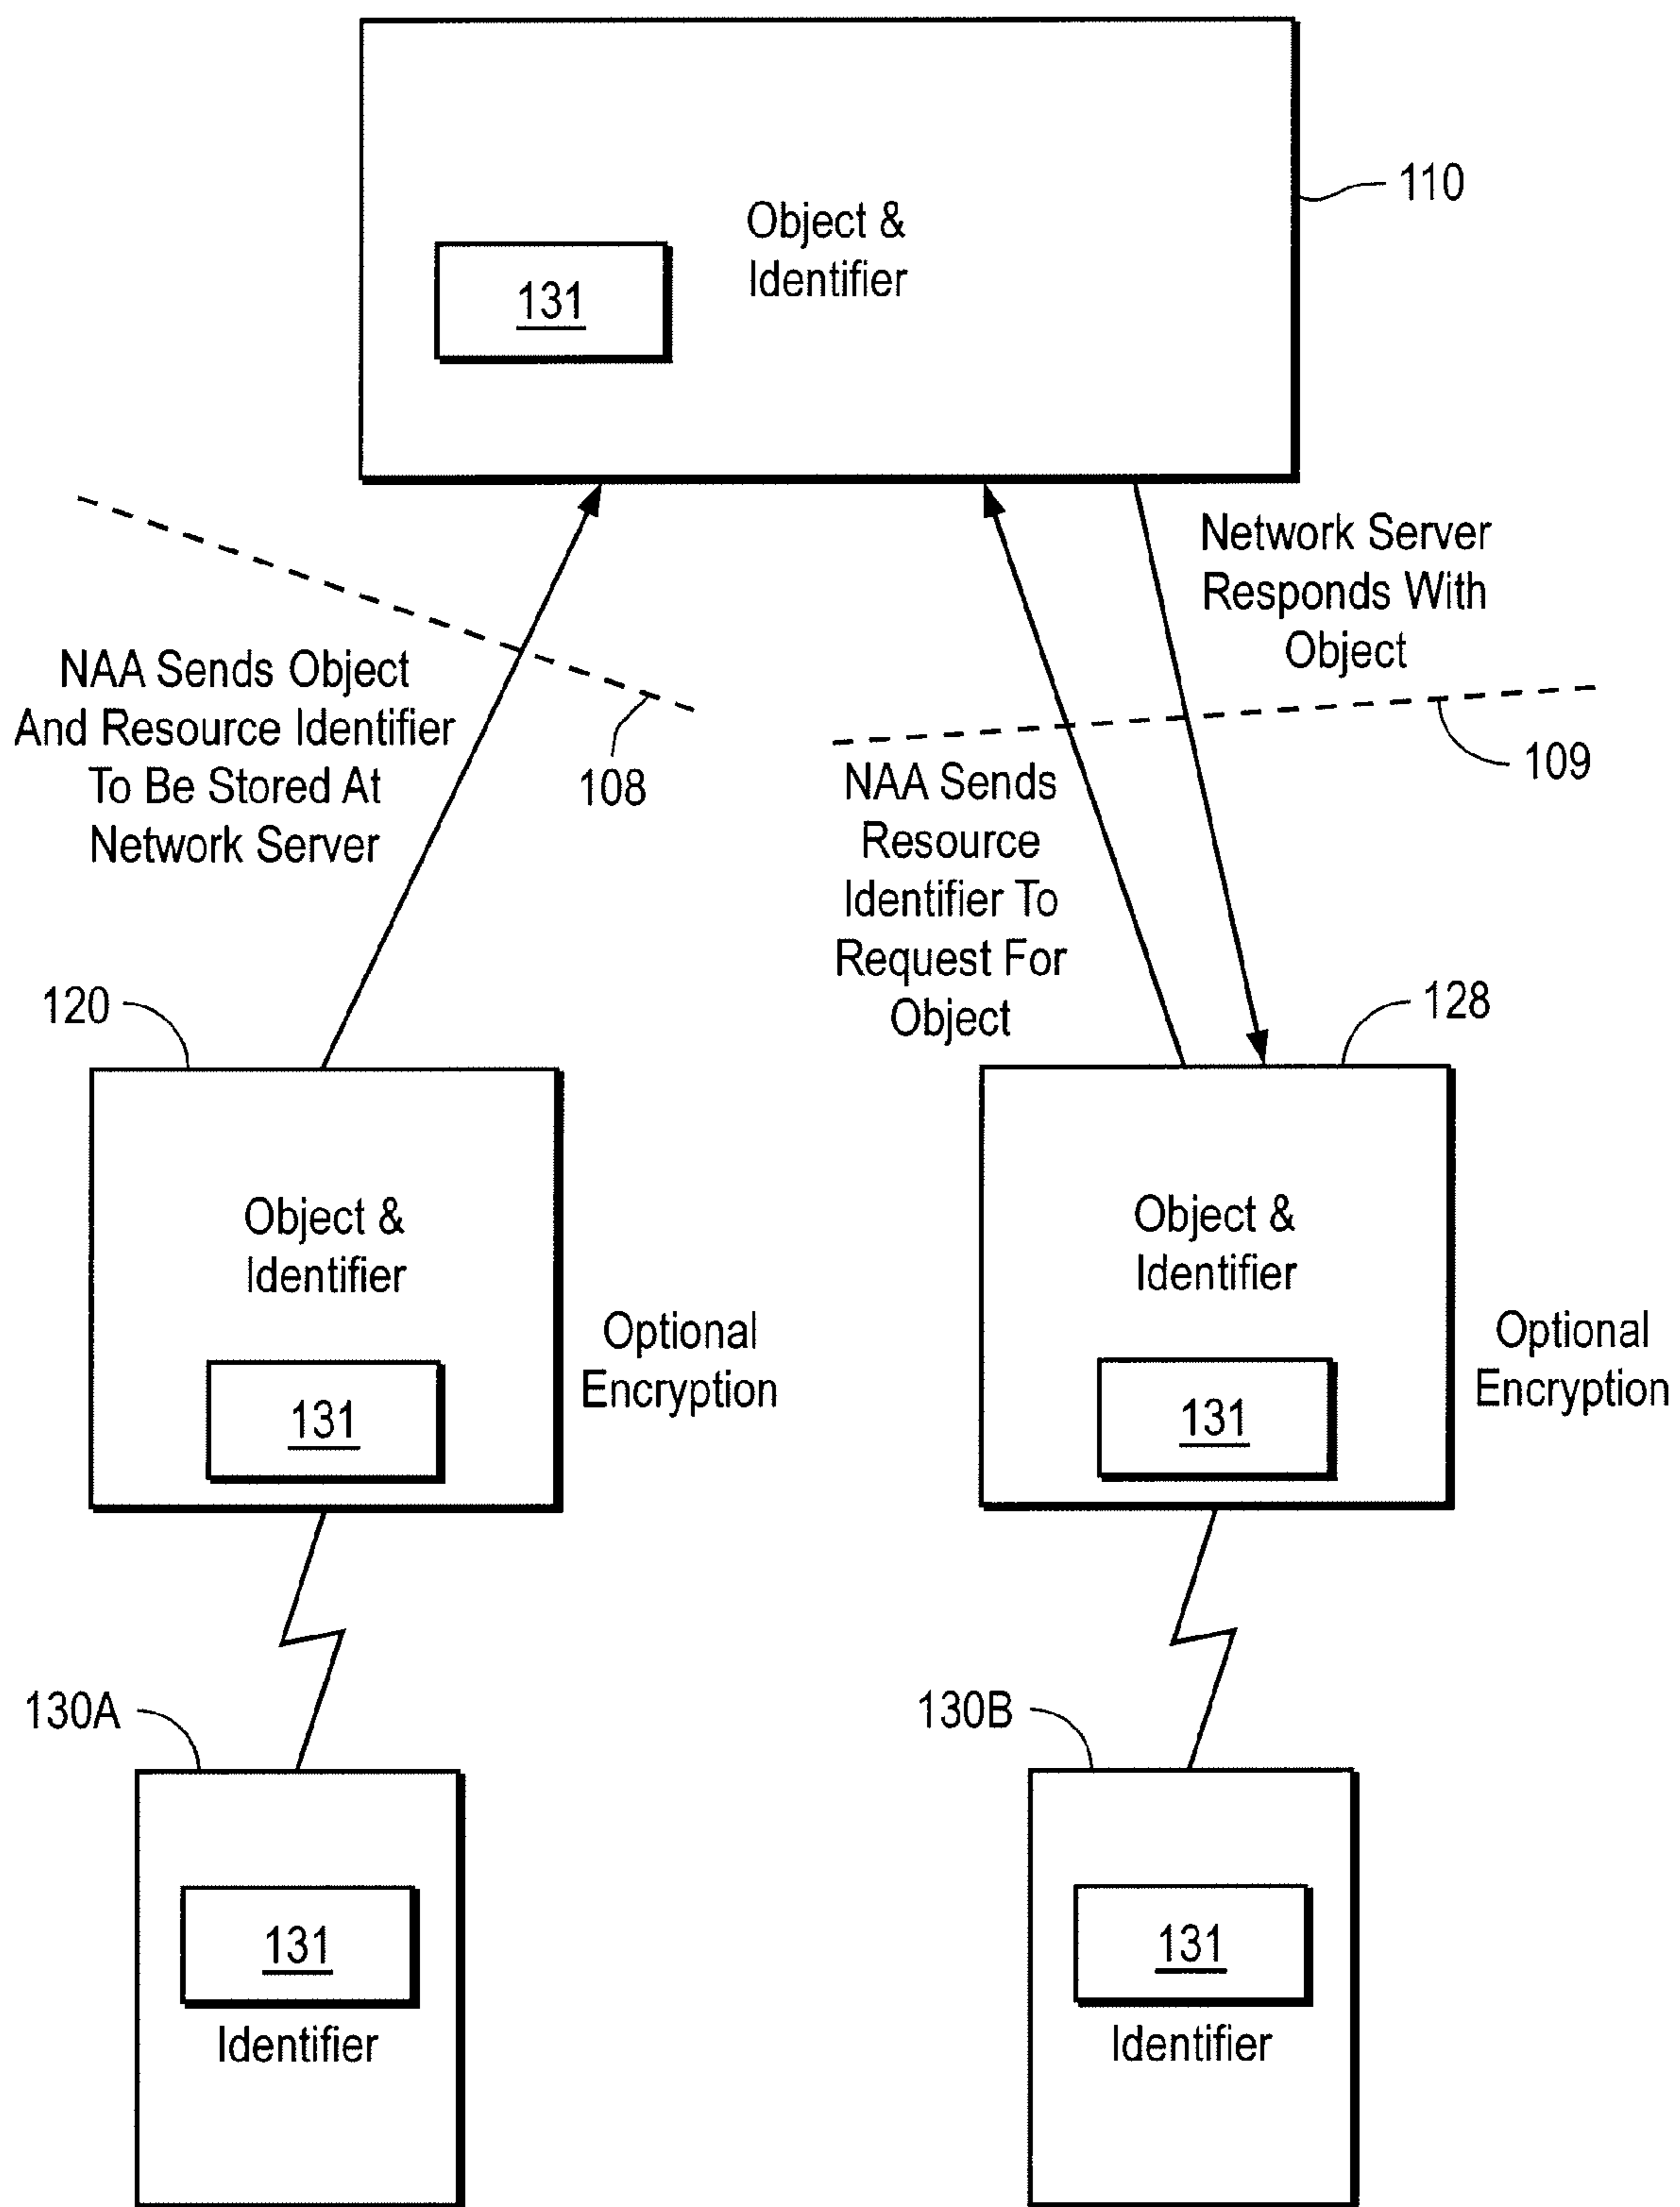 110
Object &
Identifier
131
Network Server
Responds With
Object
NAA Sends Object
And Resource Identifier
To Be Stored At
Network Server
108
109
NAA Sends
Resource
Identifier To
Request For
Object
120
128
Object &
Identifier
131
Optional
Encryption
Object &
Identifier
131
Optional
Encryption
130A
131
Identifier
130B
131
Identifier